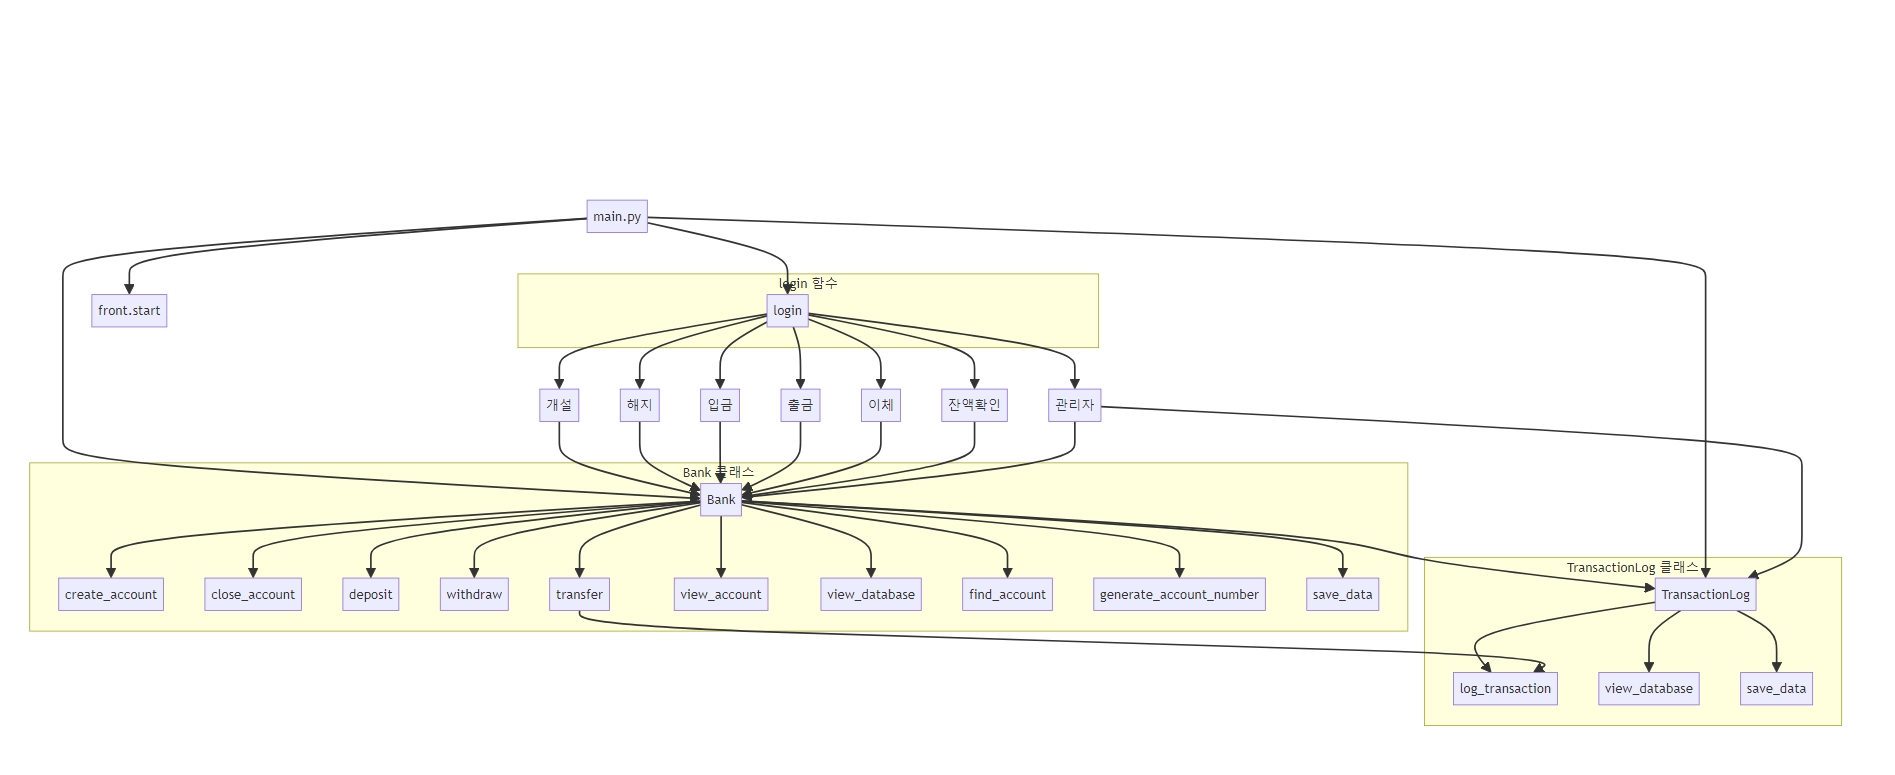 main.py
front.start
login 함수
login
개설
해지
입금
출금
이체
잔액확인
관리자
Bank 클래스
Bank
create_account
close_account
deposit
withdraw
transfer
view_account
view_database
find_account
generate_account_number
save_data
TransactionLog 클래스
TransactionLog
log_transaction
view_database
save_data